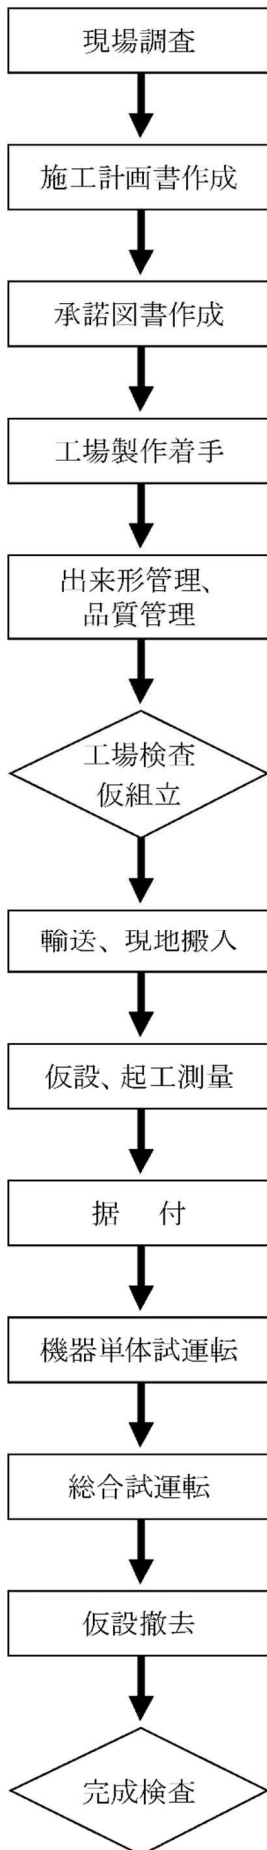 現場調査
施工計画書作成
承諾図書作成
工場製作着手
出来形管理、
品質管理
工場検査
仮組立
輸送、現地搬入
仮設、起工測量
据　付
機器単体試運転
総合試運転
仮設撤去
完成検査